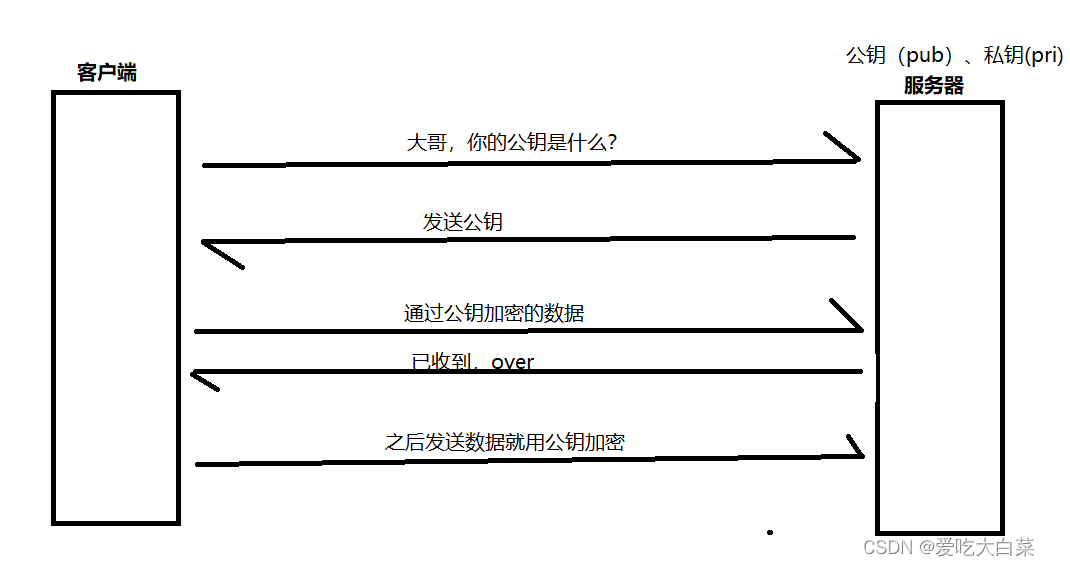 公钥（pub）、私钥(pri)
客户端
服务器
大哥，你的公钥是什么？
发送公钥
通过公钥加密的数据
已收到，over
之后发送数据就用公钥加密
CSDN @爱吃大白菜